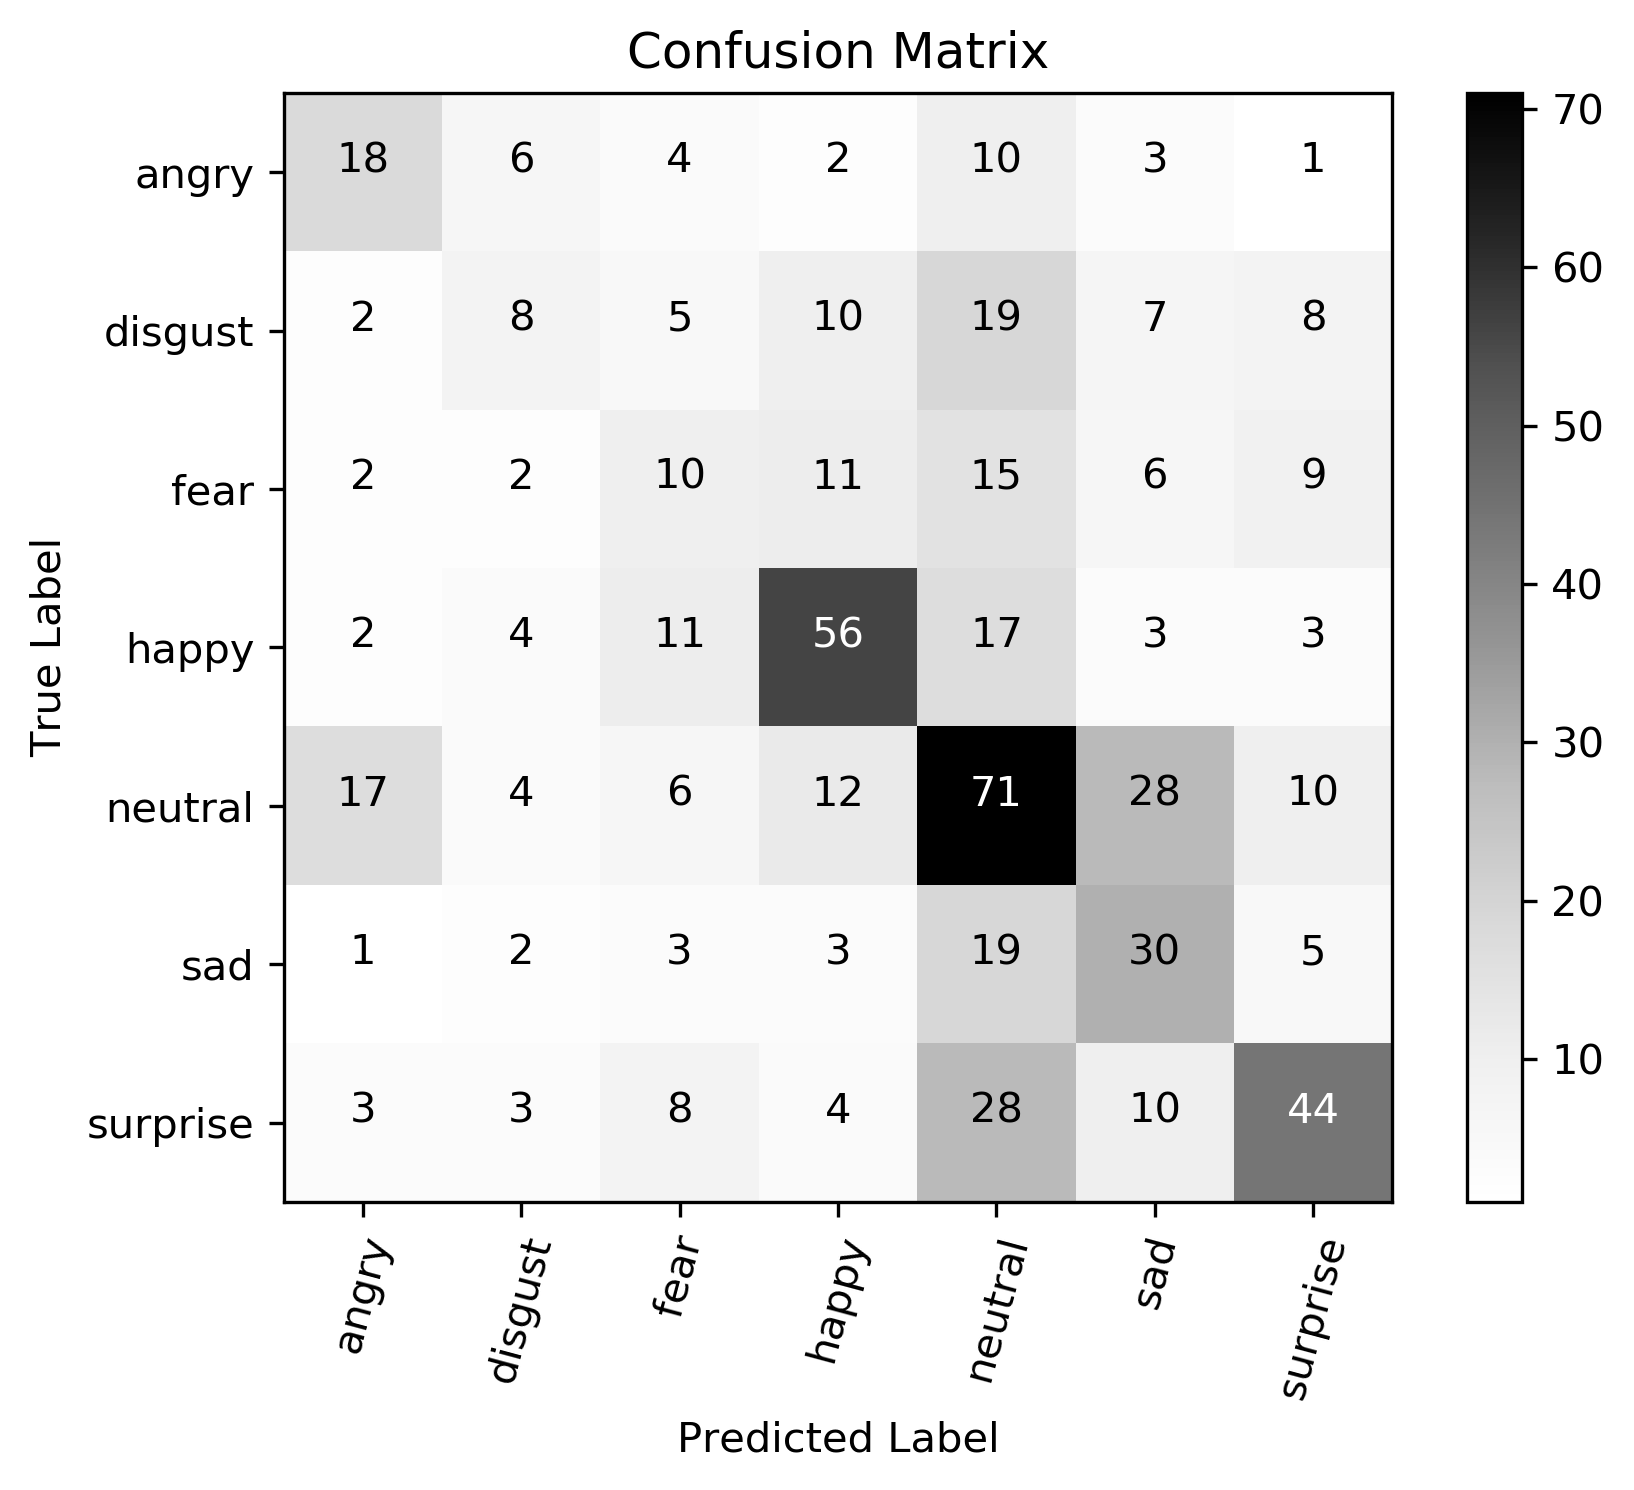 Confusion Matrix
angry 18 6 4 2 10 3 1
disgust 2 8 5 10 19 7 8
fear 2 2 10 11 15 6 9
happy 2 4 11 56 17 3 3
neutral 17 4 6 12 71 28 10
sad 1 2 3 3 19 30 5
surprise 3 3 8 4 28 10 44
True Label
angry disgust fear happy neutral sad surprise
Predicted Label
70
60
50
40
30
20
10